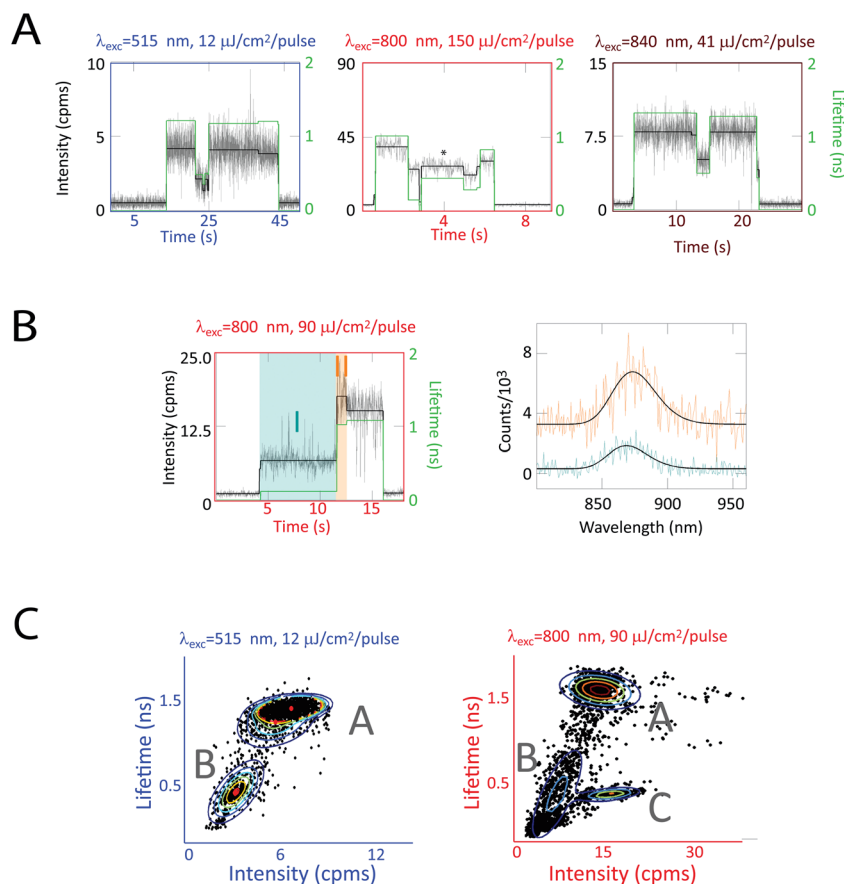 A
λexc=515 nm, 12 μJ/cm²/pulse
λexc=800 nm, 150 μJ/cm²/pulse
λexc=840 nm, 41 μJ/cm²/pulse
Intensity (cpms)
10
5
0
2
1
0
5
25
45
Time (s)
90
45
0
*
2
1
0
4
8
Time (s)
15
7.5
0
2
1
0
Lifetime (ns)
10
20
Time (s)
B
λexc=800 nm, 90 μJ/cm²/pulse
Intensity (cpms)
25.0
12.5
0
2
1
0
Lifetime (ns)
5
10
15
Time (s)
Counts/10³
8
4
0
850
900
950
Wavelength (nm)
C
λexc=515 nm, 12 μJ/cm²/pulse
Lifetime (ns)
1.5
0.5
A
B
0
6
12
Intensity (cpms)
λexc=800 nm, 90 μJ/cm²/pulse
Lifetime (ns)
1.5
0.5
A
B
C
0
15
30
Intensity (cpms)